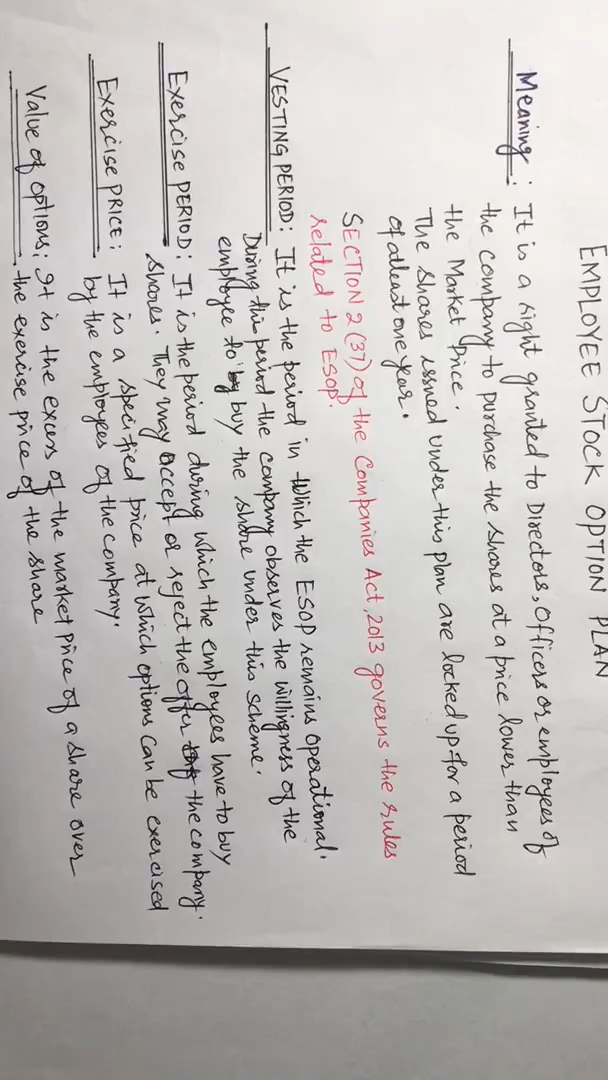 EMPLOYEE STOCK OPTION PLAN
Meaning: It is a right granted to Directors, Officers or employees of
the company to purchase the shares at a price lower than
the Market Price.
The shares issued under this plan are locked up for a period
of atleast one year.
SECTION 2 (37) of the Companies Act, 2013 governs the rules
related to ESOP.
VESTING PERIOD: It is the period in which the ESOP remains operational.
During this period the company observes the willingness of the
employee to buy the share under this scheme.
Exercise PERIOD: It is the period during which the employees have to buy
shares. They may accept or reject the offer of the company.
Exercise PRICE: It is a specified price at which options can be exercised
by the employees of the company.
Value of options: It is the excess of the market price of a share over
the exercise price of the share